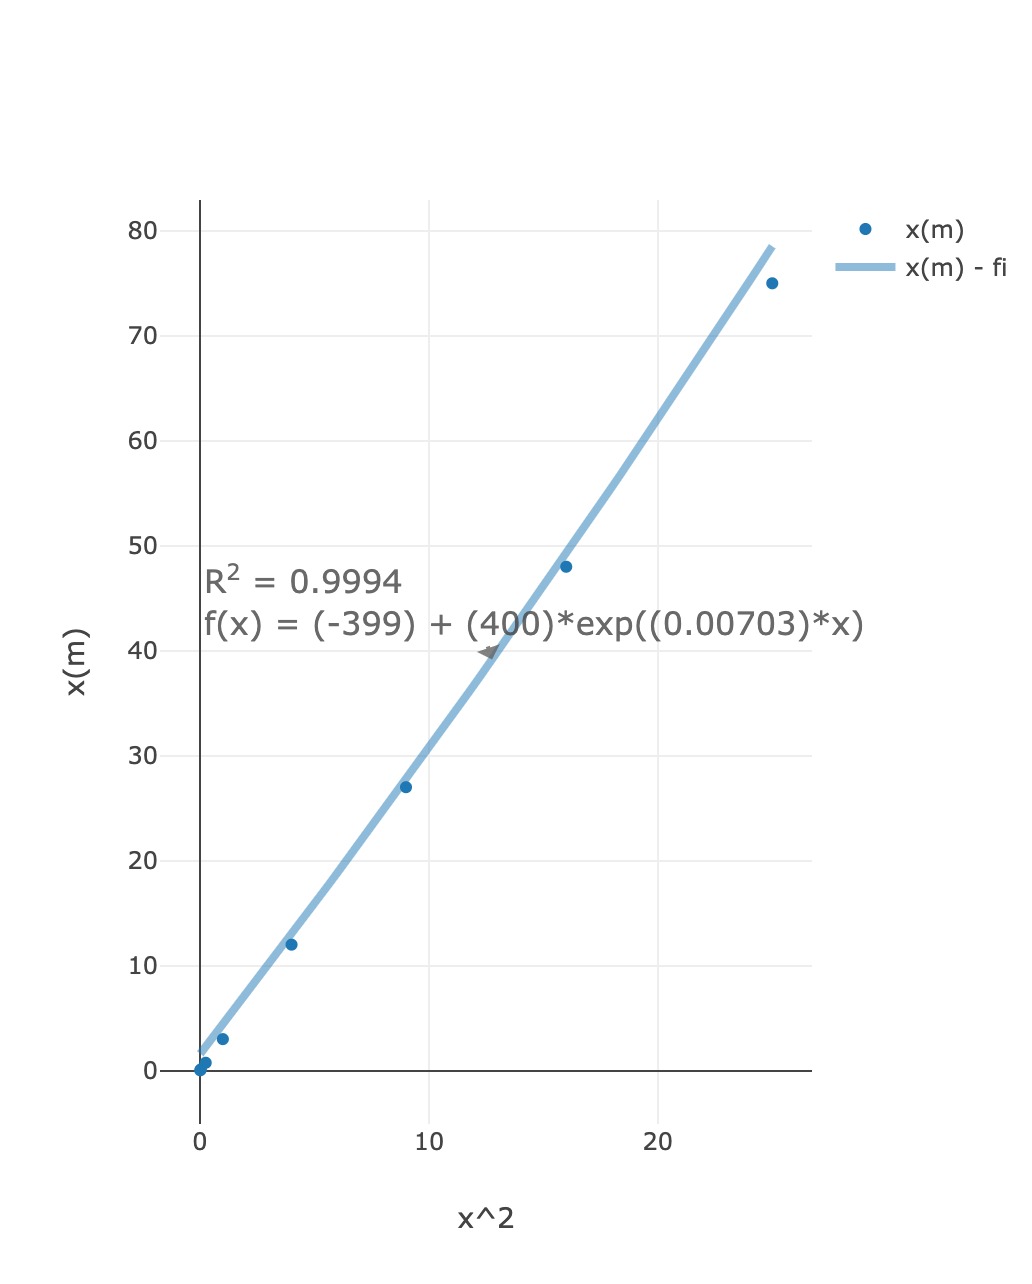 80
70
60
50
40
30
20
10
0
x(m)
R² = 0.9994
f(x) = (-399) + (400)*exp((0.00703)*x)
0 10 20
x^2
x(m)
x(m) - fi